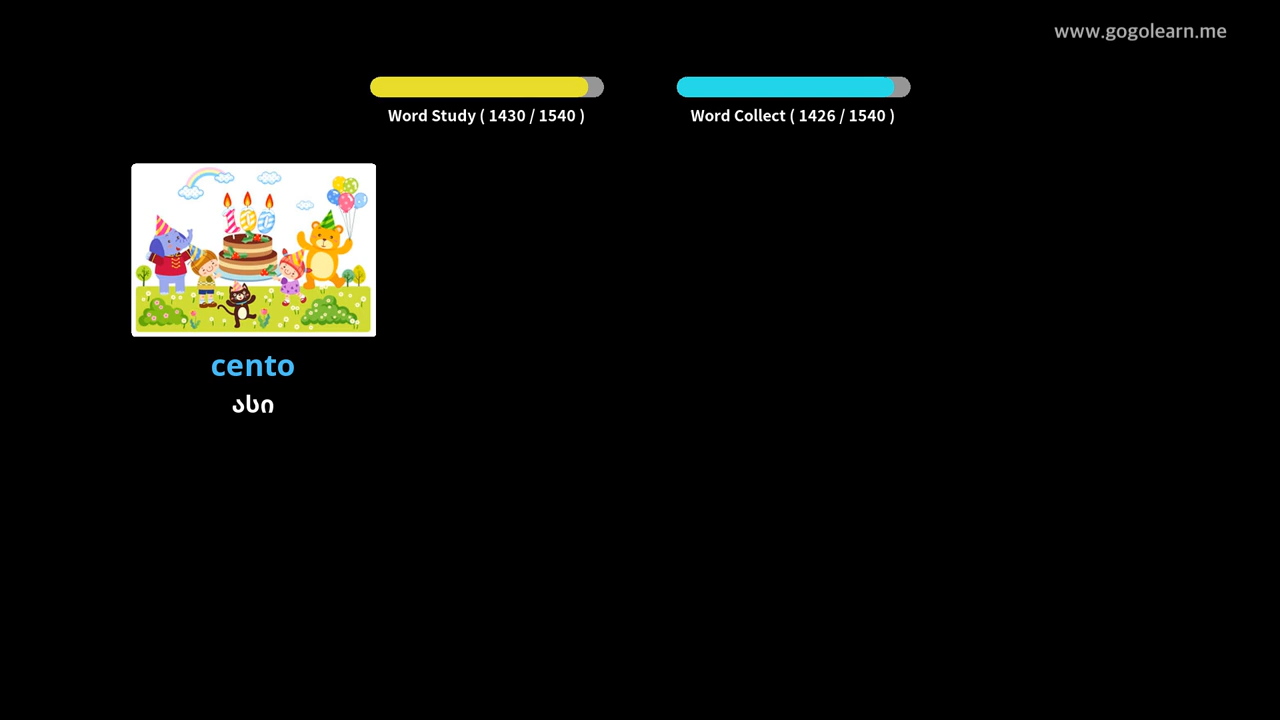 www.gogolearn.me
Word Study ( 1430 / 1540 )
Word Collect ( 1426 / 1540 )
100
cento
ასი